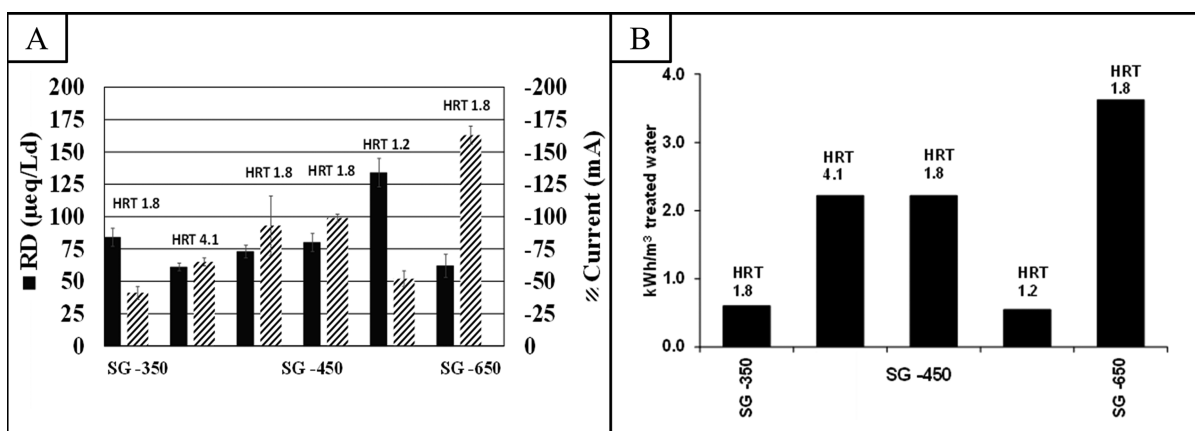 A
■ RD (µeq/Ld)
200
175
150
125
100
75
50
25
0
HRT 1.8
HRT 4.1
HRT 1.8
HRT 1.8
HRT 1.2
HRT 1.8
-200
-175
-150
-125
-100
-75
-50
-25
-0
% Current (mA)
SG -350
SG -450
SG -650
B
kWh/m³ treated water
4.0
3.0
2.0
1.0
0.0
HRT
1.8
HRT
4.1
HRT
1.8
HRT
1.2
HRT
1.8
SG -350
SG -450
SG -650